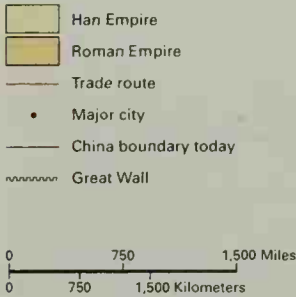 Han Empire
Roman Empire
Trade route
Major city
China boundary today
Great Wall
0 750 1,500 Miles
0 750 1,500 Kilometers